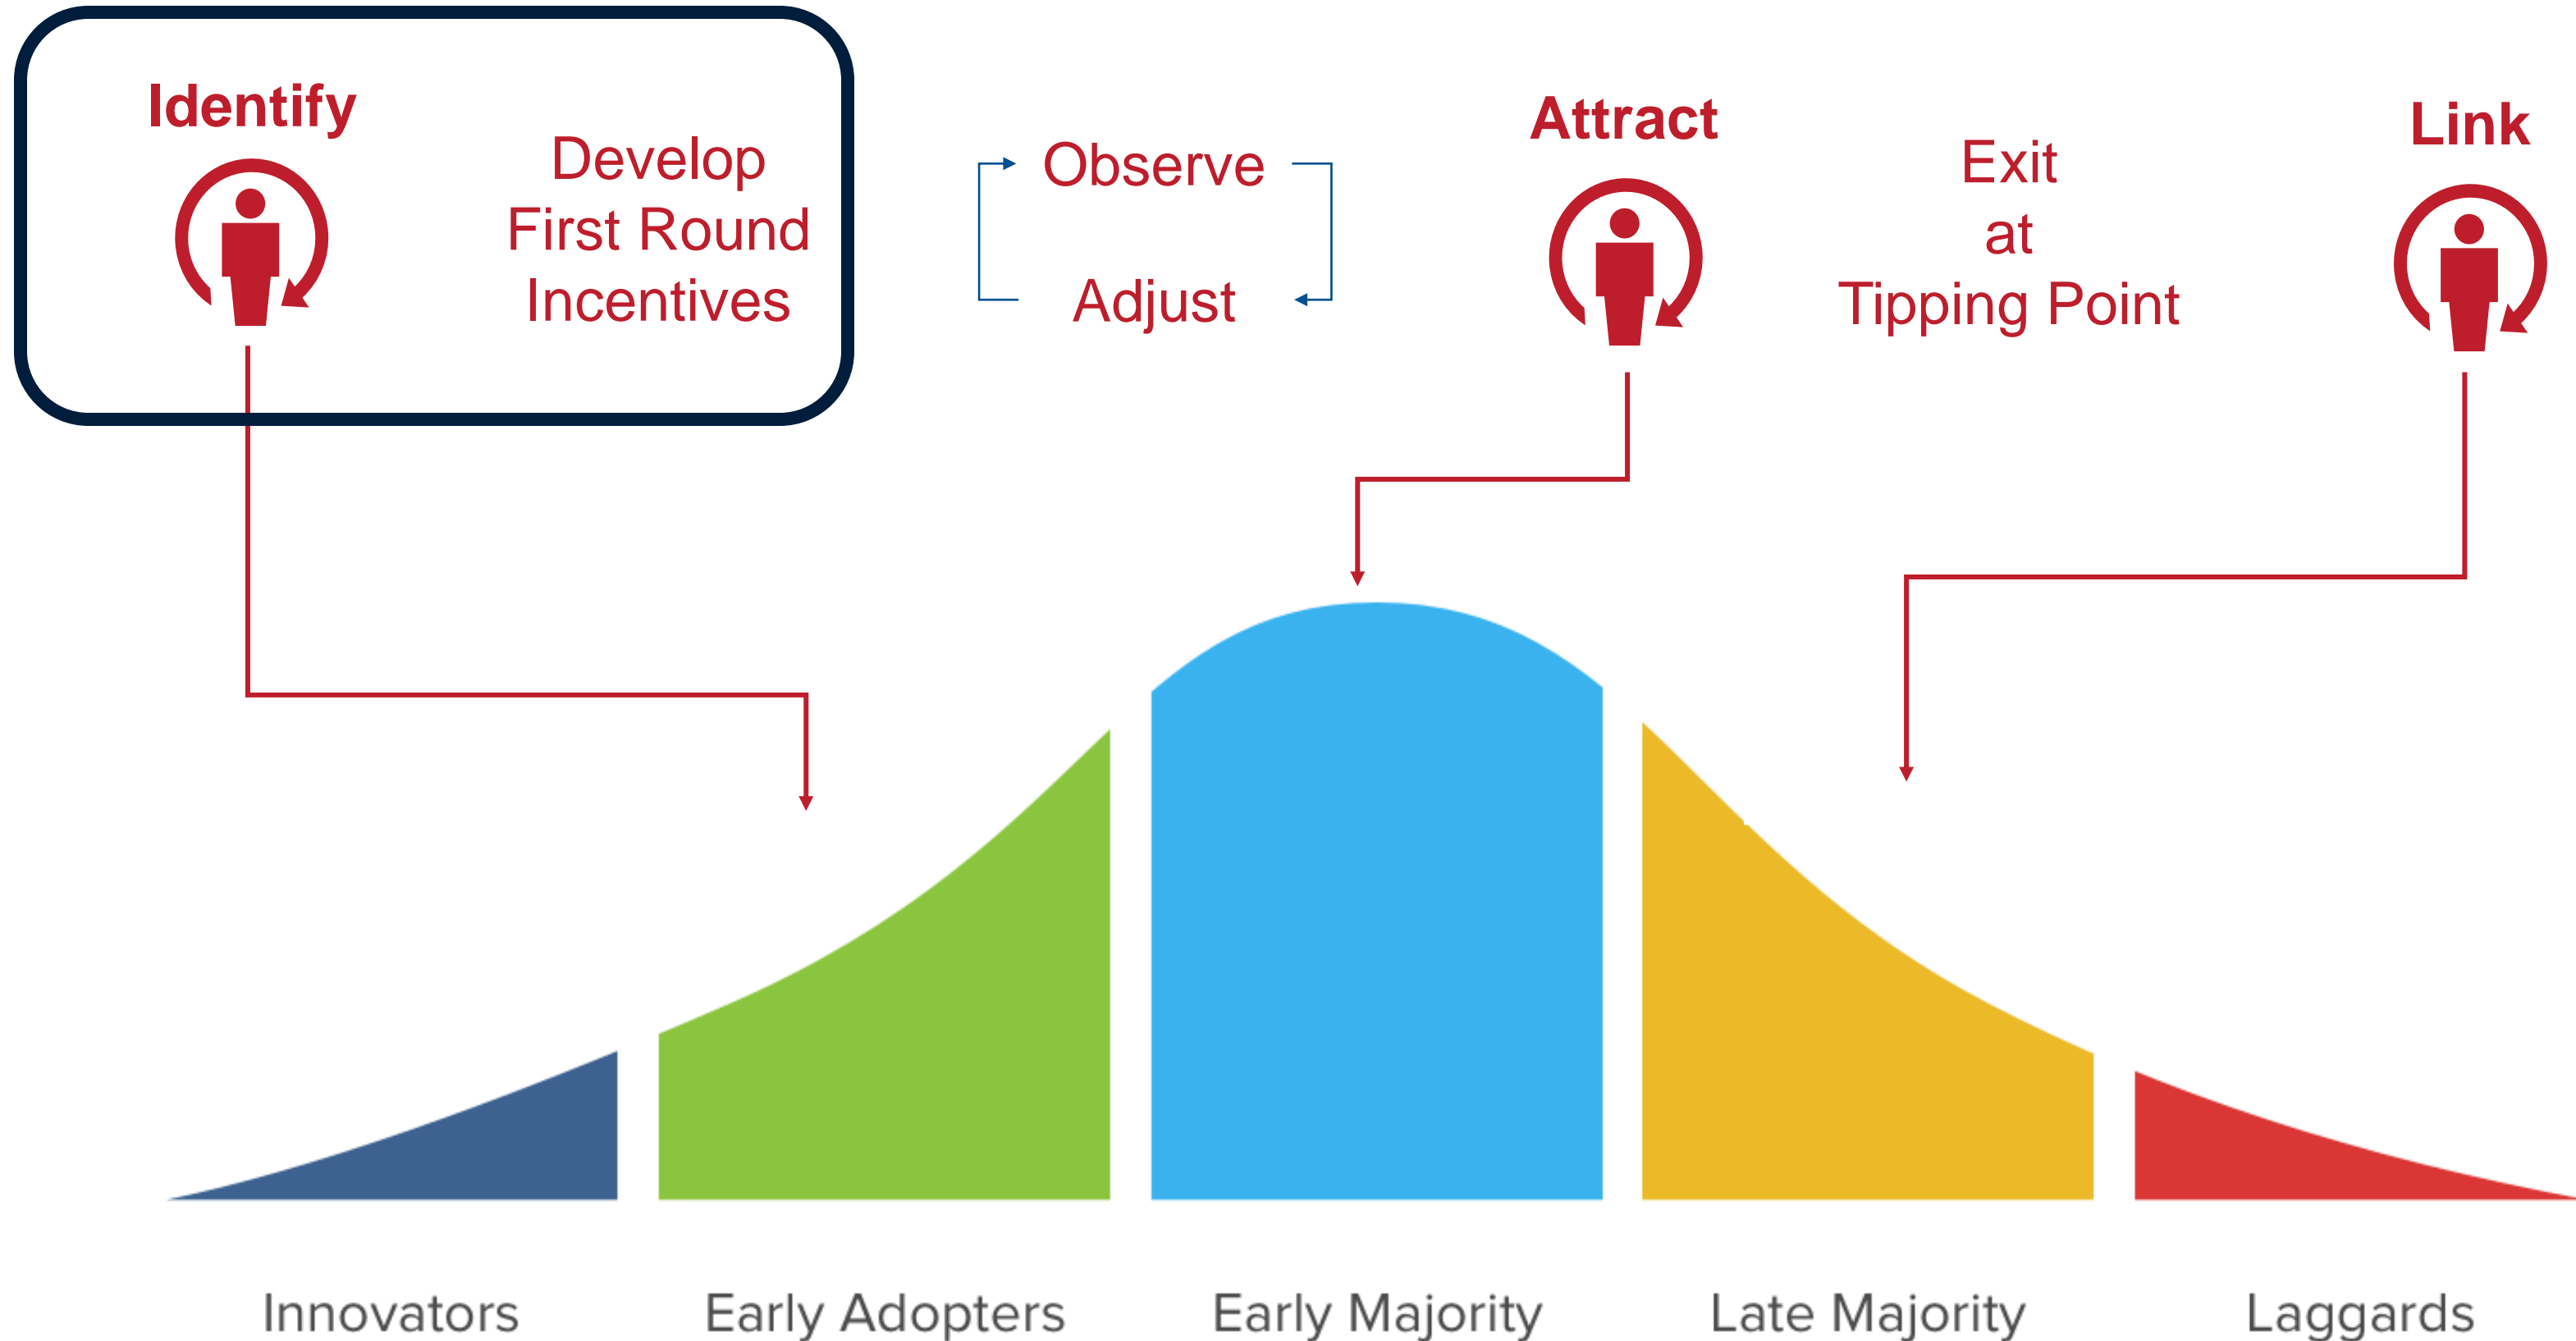 Identify
Develop
First Round
Incentives
Observe
Adjust
Attract
Exit
at
Tipping Point
Link
Innovators
Early Adopters
Early Majority
Late Majority
Laggards